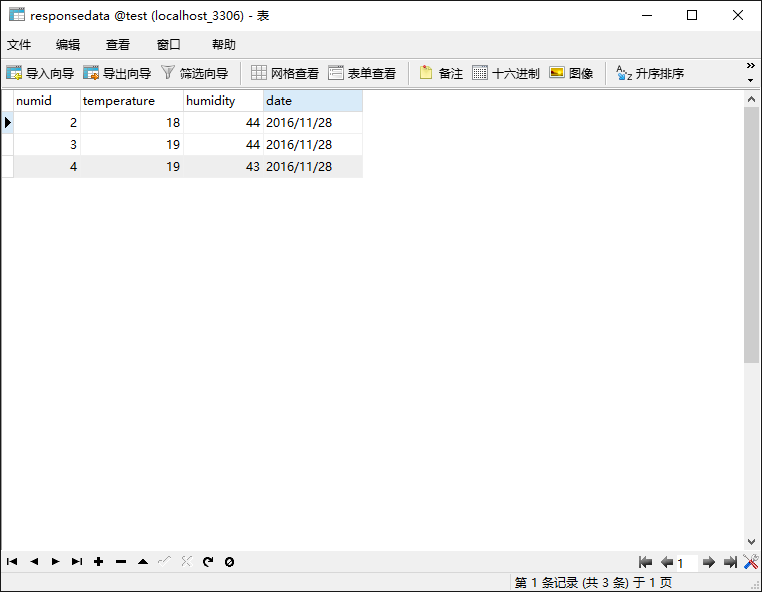 responsedata @test (localhost_3306) - 表
文件 编辑 查看 窗口 帮助
导入向导 导出向导 筛选向导 网格查看 表单查看 备注 十六进制 图像 升序排序
numid temperature humidity date
2 18 44 2016/11/28
3 19 44 2016/11/28
4 19 43 2016/11/28
1
第 1 条记录 (共 3 条) 于 1 页